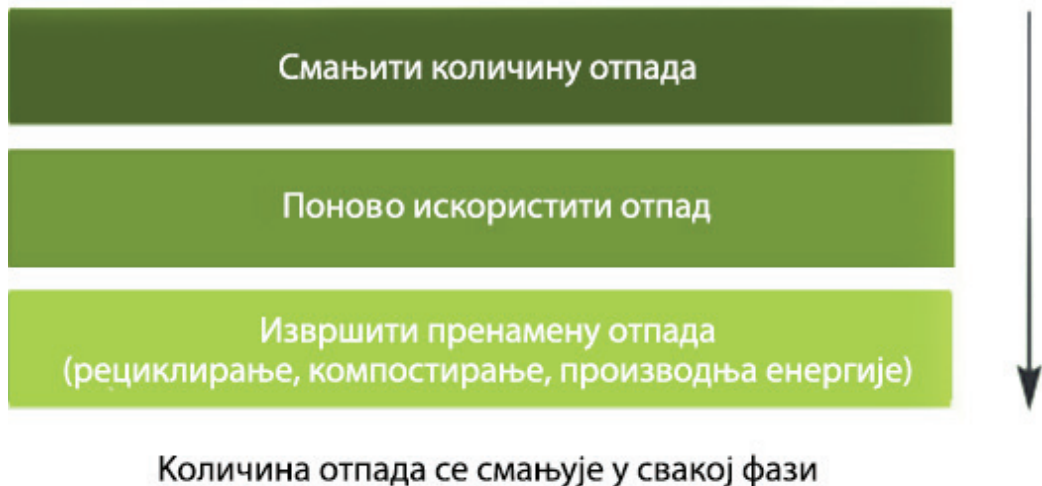 Смањити количину отпада
Поново искористити отпад
Извршити пренамену отпада
(рециклирање, компостирање, производња енергије)
Количина отпада се смањује у свакој фази